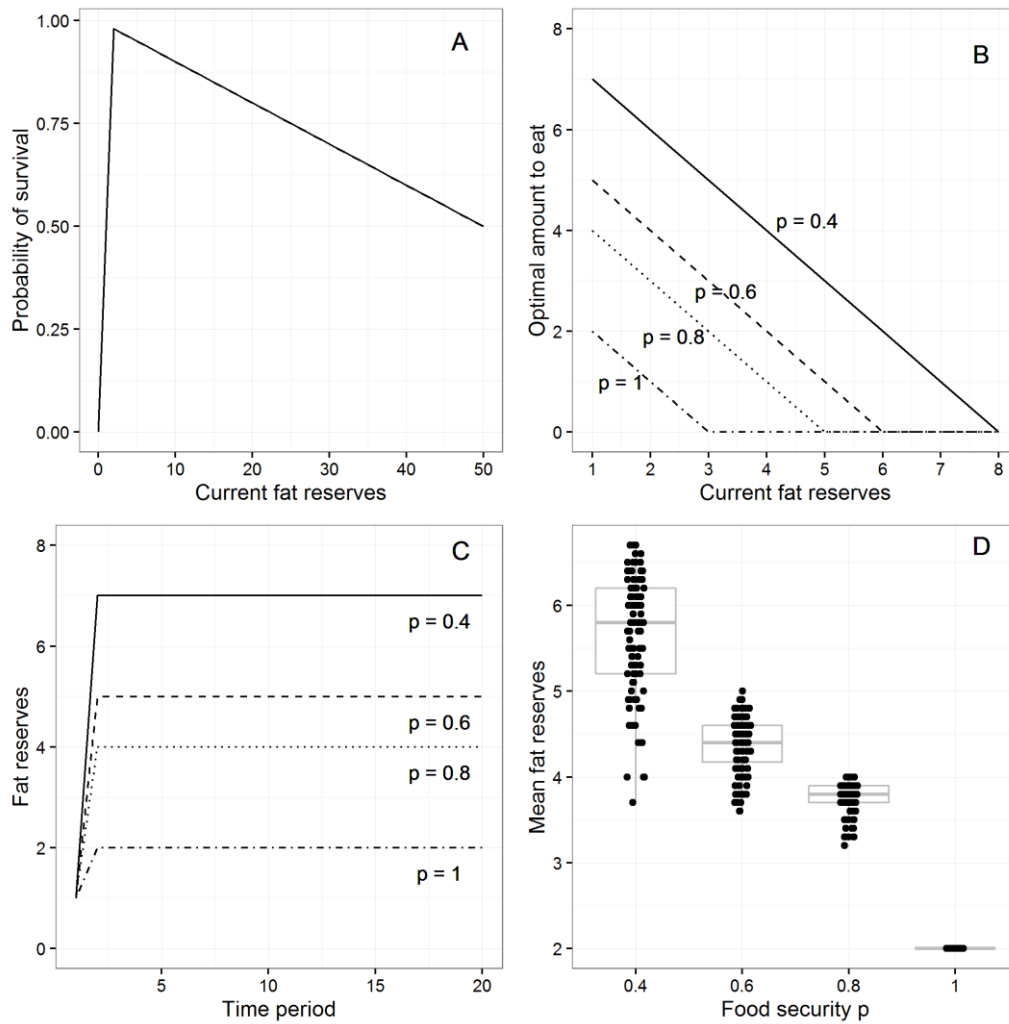 A
Probability of survival
1.00
0.75
0.50
0.25
0.00
0 10 20 30 40 50
Current fat reserves
B
Optimal amount to eat
8
6
4
2
0
p = 0.4
p = 0.6
p = 0.8
p = 1
1 2 3 4 5 6 7 8
Current fat reserves
C
Fat reserves
8
6
4
2
0
p = 0.4
p = 0.6
p = 0.8
p = 1
5 10 15 20
Time period
D
Mean fat reserves
6
5
4
3
2
0.4 0.6 0.8 1
Food security p